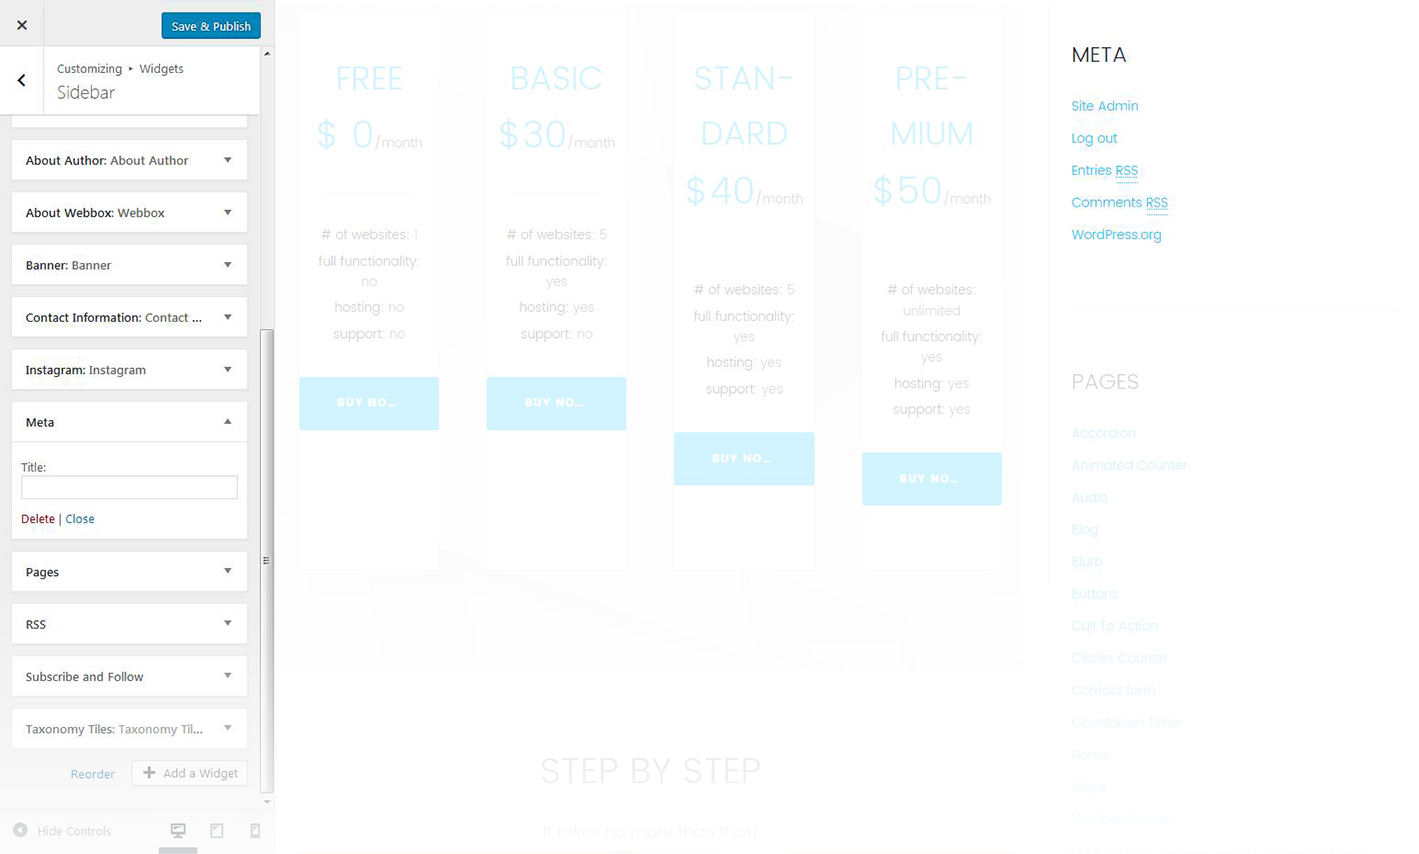 Save & Publish
Customizing ▸ Widgets
Sidebar
About Author: About Author
About Webbox: Webbox
Banner: Banner
Contact Information: Contact ...
Instagram: Instagram
Meta
Title:
Delete | Close
Pages
RSS
Subscribe and Follow
Taxonomy Tiles: Taxonomy Til...
Reorder
Add a Widget
Hide Controls
FREE
$ 0/month
# of websites: 1
full functionality:
no
hosting: no
support: no
BUY NO...
BASIC
$30/month
# of websites: 5
full functionality:
yes
hosting: yes
support: no
BUY NO...
STAN-
DARD
$40/month
# of websites: 5
full functionality:
yes
hosting: yes
support: yes
BUY NO...
PRE-
MIUM
$50/month
# of websites:
unlimited
full functionality:
yes
hosting: yes
support: yes
BUY NO...
STEP BY STEP
It takes no more than that!
META
Site Admin
Log out
Entries RSS
Comments RSS
WordPress.org
PAGES
Accordion
Animated Counter
Audio
Blog
Blurb
Buttons
Call To Action
Circles Counter
Contact form
Countdown Timer
Home
Maps
Number Counter